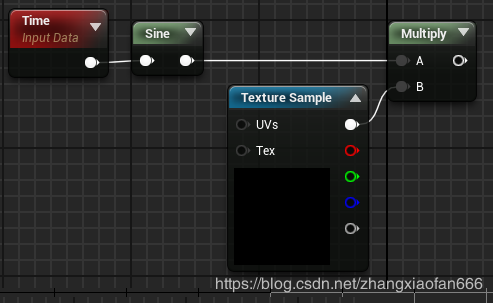 Time
Input Data
Sine
Multiply
A
B
Texture Sample
UVs
Tex
https://blog.csdn.net/zhangxiaofan666